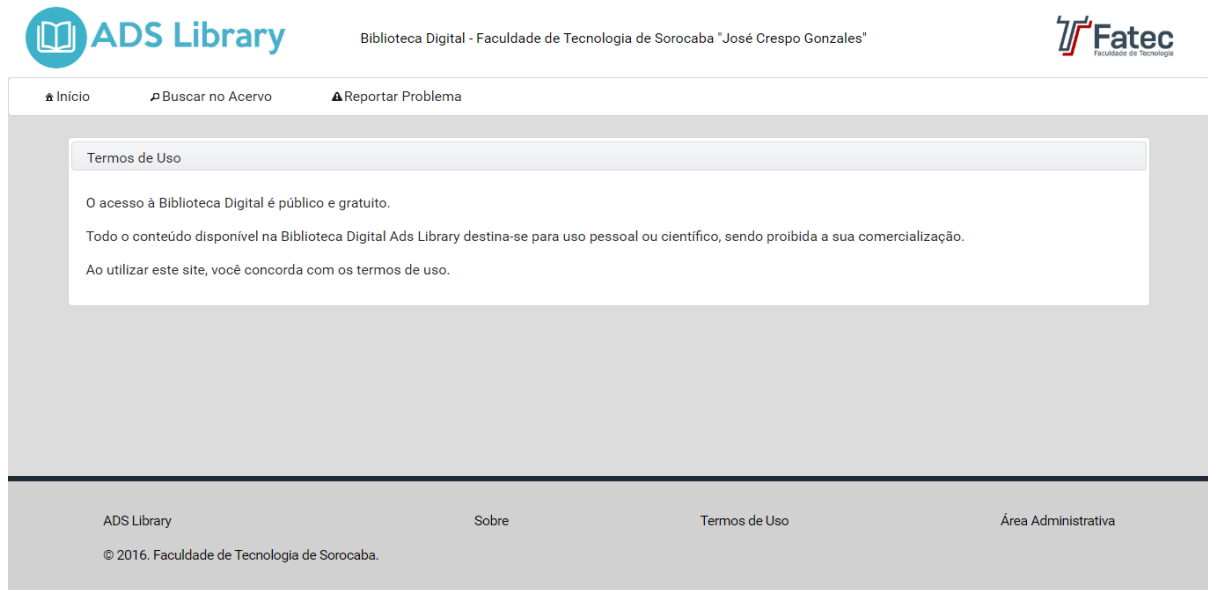 ADS Library
Biblioteca Digital - Faculdade de Tecnologia de Sorocaba "José Crespo Gonzales"
Fatec
Faculdade de Tecnologia
Início Buscar no Acervo Reportar Problema
Termos de Uso
O acesso à Biblioteca Digital é público e gratuito.
Todo o conteúdo disponível na Biblioteca Digital Ads Library destina-se para uso pessoal ou científico, sendo proibida a sua comercialização.
Ao utilizar este site, você concorda com os termos de uso.
ADS Library Sobre Termos de Uso Área Administrativa
© 2016. Faculdade de Tecnologia de Sorocaba.